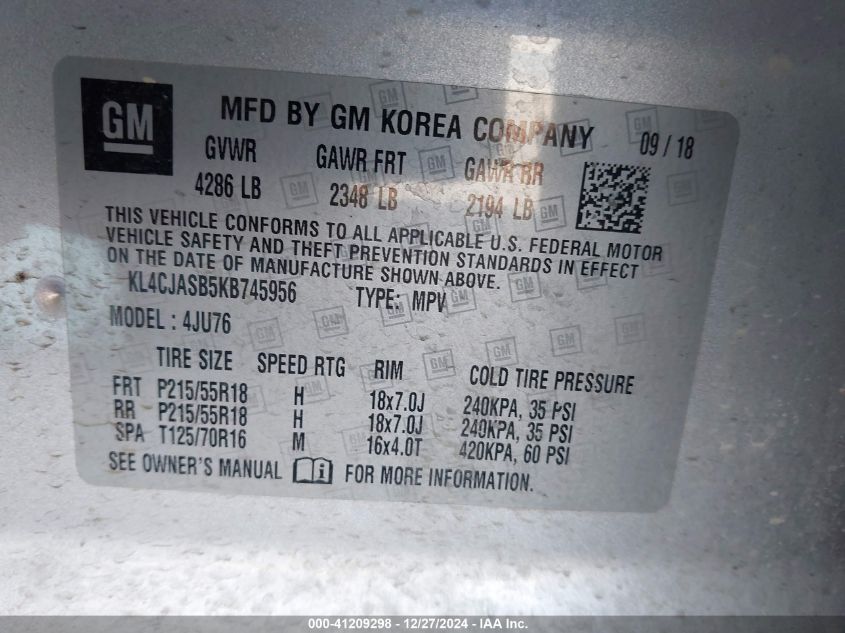 GM
MFD BY GM KOREA COMPANY 09 / 18
GVWR GAWR FRT GAWR RR
4286 LB 2348 LB 2194 LB
THIS VEHICLE CONFORMS TO ALL APPLICABLE U.S. FEDERAL MOTOR
VEHICLE SAFETY AND THEFT PREVENTION STANDARDS IN EFFECT
ON THE DATE OF MANUFACTURE SHOWN ABOVE.
KL4CJASB5KB745956 TYPE: MPV
MODEL : 4JU76
TIRE SIZE SPEED RTG RIM COLD TIRE PRESSURE
FRT P215/55R18 H 18x7.0J 240KPA, 35 PSI
RR P215/55R18 H 18x7.0J 240KPA, 35 PSI
SPA T125/70R16 M 16x4.0T 420KPA, 60 PSI
SEE OWNER'S MANUAL i FOR MORE INFORMATION.
000-41209298 - 12/27/2024 - IAA Inc.